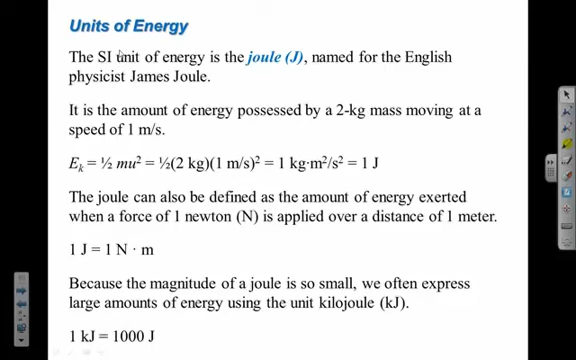 Units of Energy
The SI unit of energy is the joule (J), named for the English
physicist James Joule.
It is the amount of energy possessed by a 2-kg mass moving at a
speed of 1 m/s.
Eₖ = ½ mu² = ½(2 kg)(1 m/s)² = 1 kg·m²/s² = 1 J
The joule can also be defined as the amount of energy exerted
when a force of 1 newton (N) is applied over a distance of 1 meter.
1 J = 1 N · m
Because the magnitude of a joule is so small, we often express
large amounts of energy using the unit kilojoule (kJ).
1 kJ = 1000 J